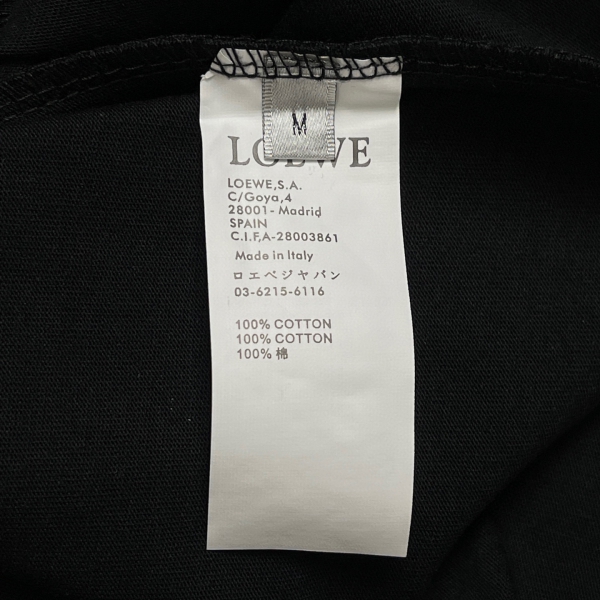 M
LOEWE
LOEWE,S.A.
C/Goya,4
28001- Madrid
SPAIN
C.I.F,A-28003861
Made in Italy
ロエベジャパン
03-6215-6116
100% COTTON
100% COTTON
100% 棉